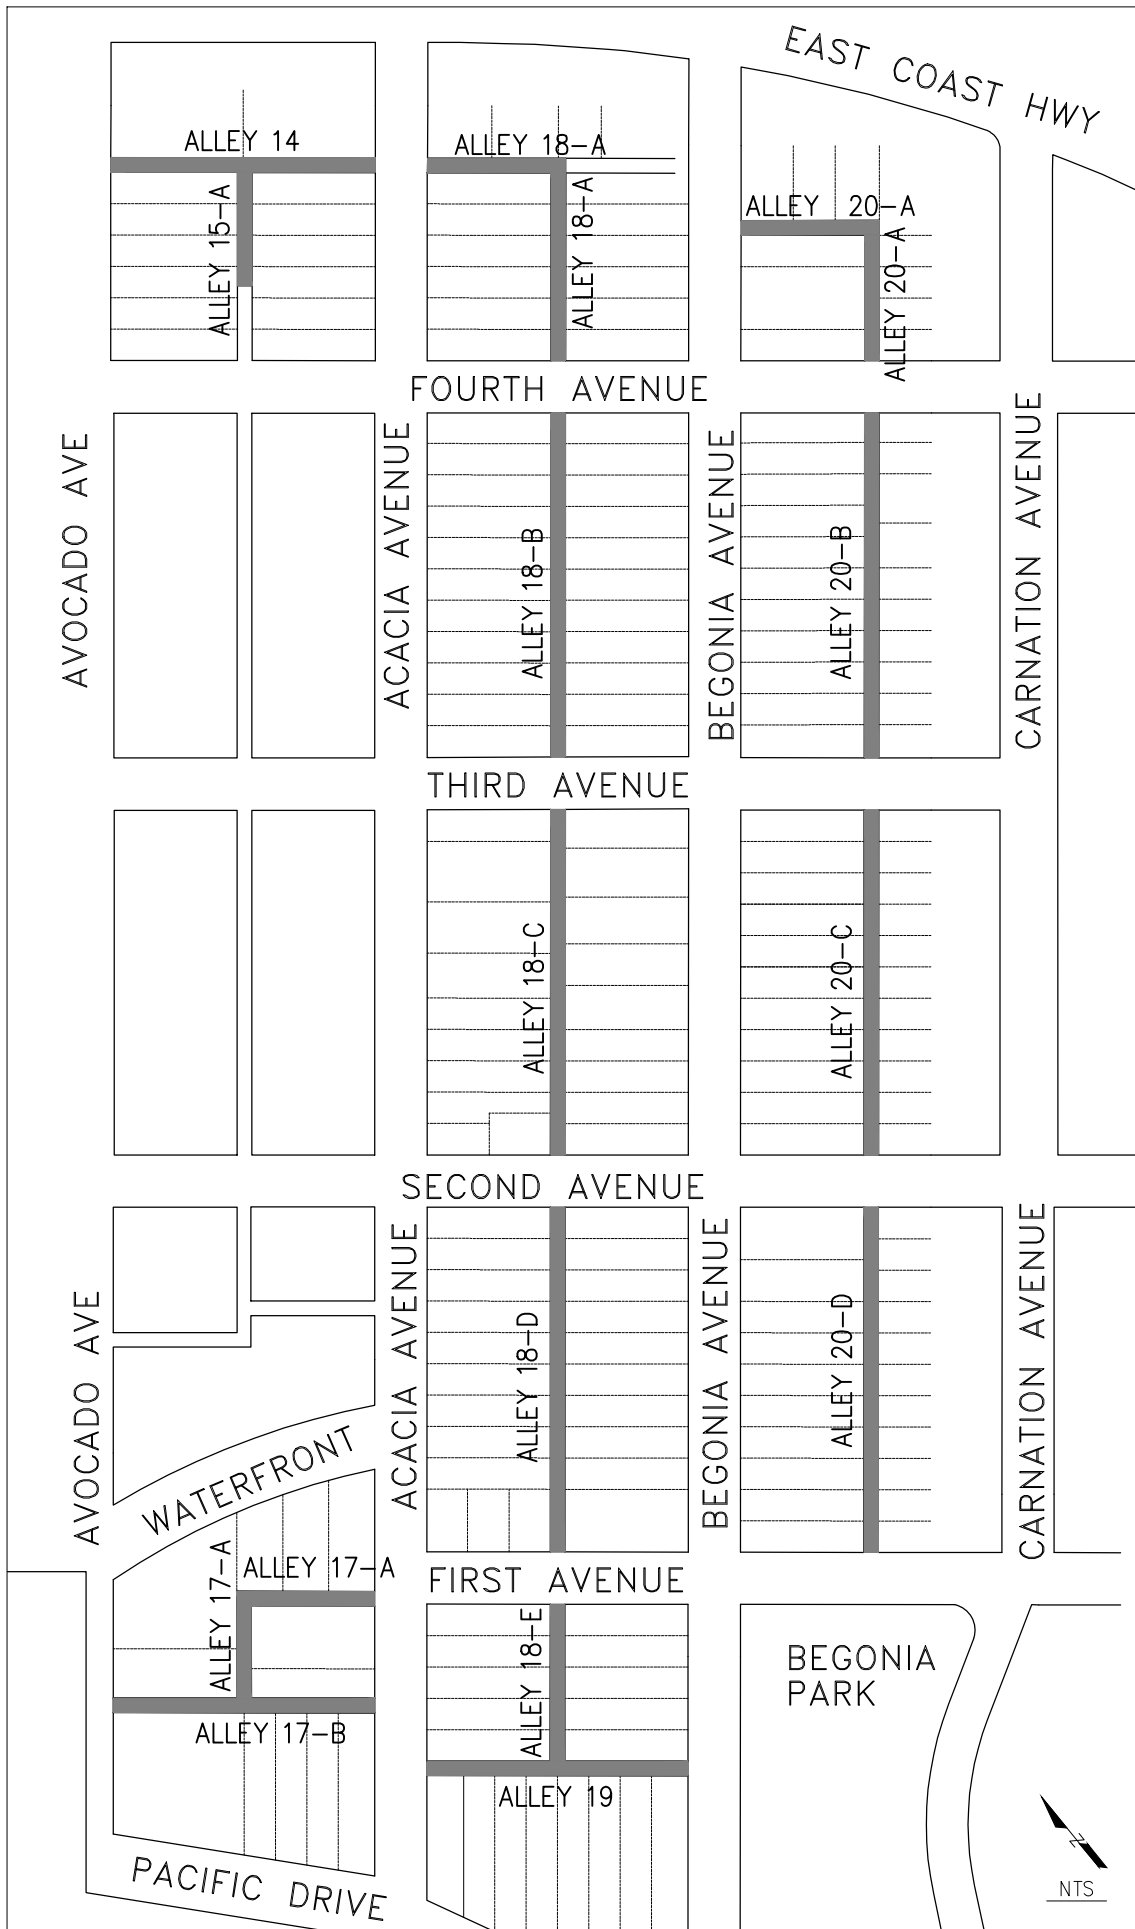 EAST COAST HWY
ALLEY 14
ALLEY 18-A
ALLEY 15-A
ALLEY 18-A
ALLEY 20-A
ALLEY 20-A
FOURTH AVENUE
AVOCADO AVE
ACACIA AVENUE
ALLEY 18-B
BEGONIA AVENUE
ALLEY 20-B
CARNATION AVENUE
THIRD AVENUE
ALLEY 18-C
ALLEY 20-C
SECOND AVENUE
AVOCADO AVE
ACACIA AVENUE
ALLEY 18-D
BEGONIA AVENUE
ALLEY 20-D
CARNATION AVENUE
WATERFRONT
ALLEY 17-A
ALLEY 17-A
FIRST AVENUE
ALLEY 18-E
BEGONIA
PARK
ALLEY 17-B
ALLEY 19
PACIFIC DRIVE
N
NTS